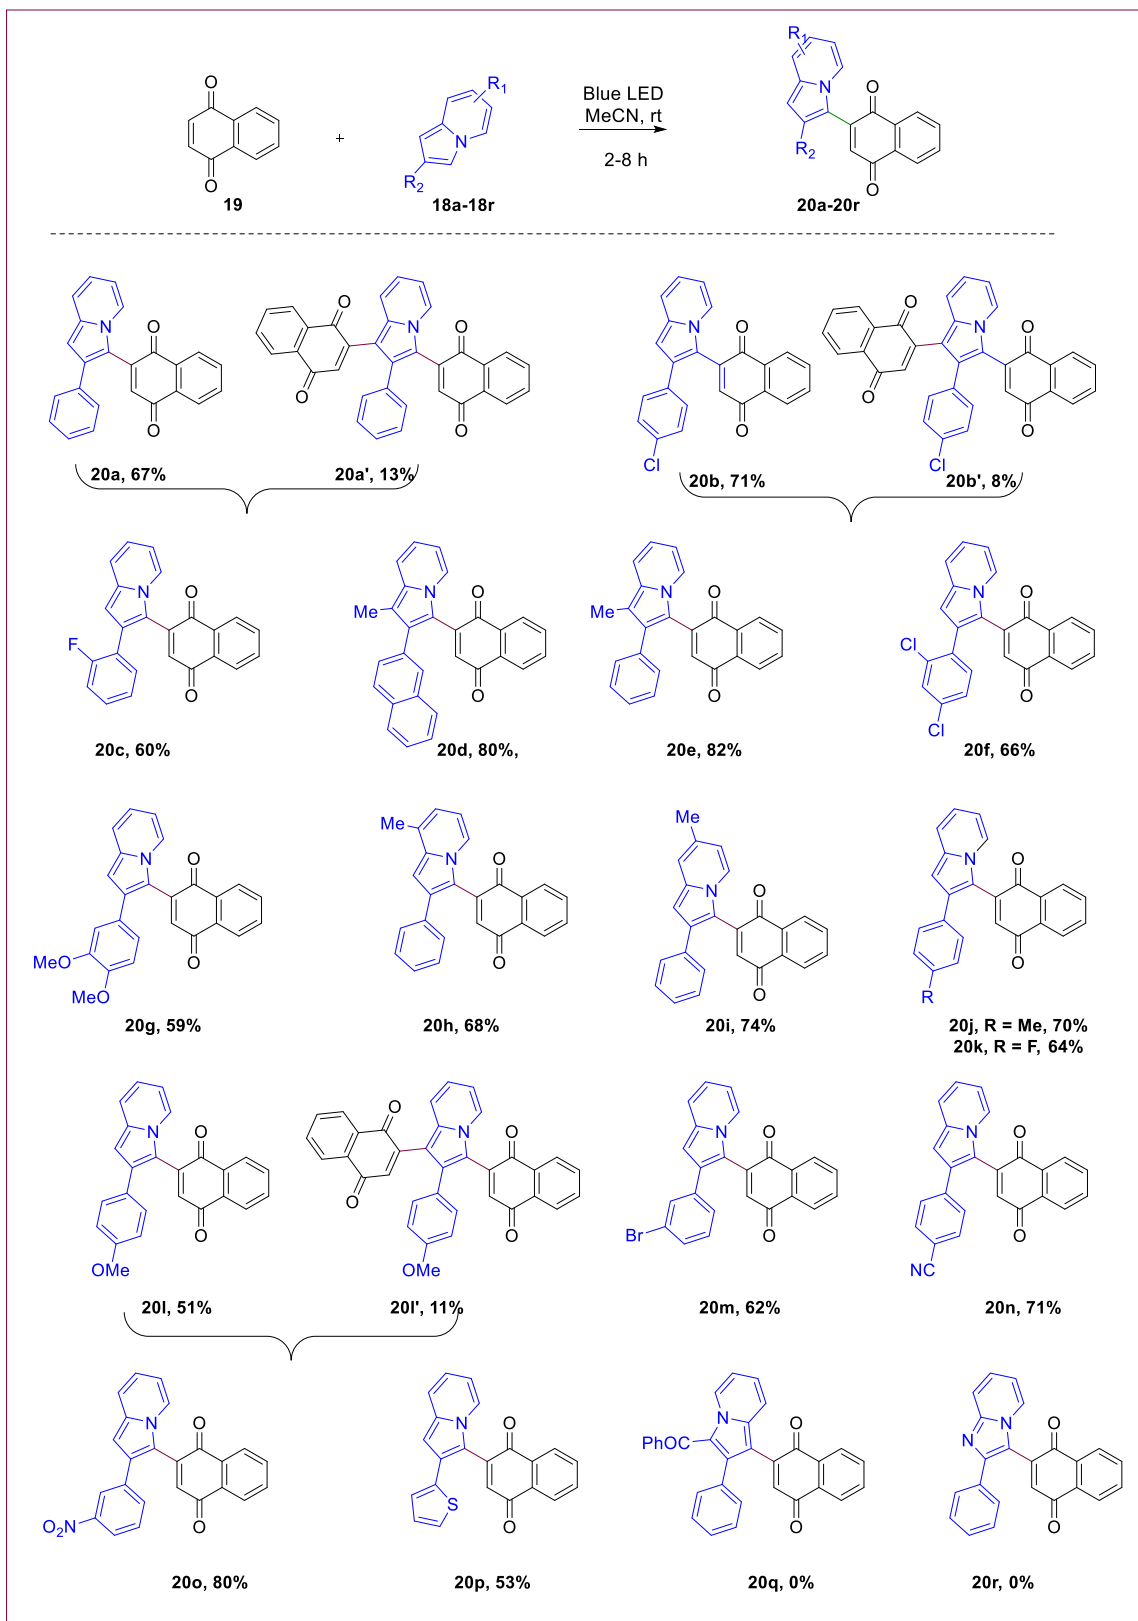 O
O
19
+
R1
N
R2
18a-18r
Blue LED
MeCN, rt
2-8 h
R1
N
O
R2
O
20a-20r
N
O
O
20a, 67%
O
O
N
O
O
20a', 13%
N
O
O
Cl
20b, 71%
O
O
N
O
O
Cl
20b', 8%
N
O
F
O
20c, 60%
N
Me
O
O
20d, 80%,
N
Me
O
O
20e, 82%
N
O
Cl
O
Cl
20f, 66%
N
O
O
MeO
MeO
20g, 59%
Me
N
O
O
20h, 68%
Me
N
O
O
20i, 74%
N
O
O
R
20j, R = Me, 70%
20k, R = F, 64%
N
O
O
OMe
20l, 51%
O
O
N
O
O
OMe
20l', 11%
N
O
O
Br
20m, 62%
N
O
O
NC
20n, 71%
N
O
O
O2N
20o, 80%
N
O
S
O
20p, 53%
N
PhOC
O
O
20q, 0%
N
N
O
O
20r, 0%